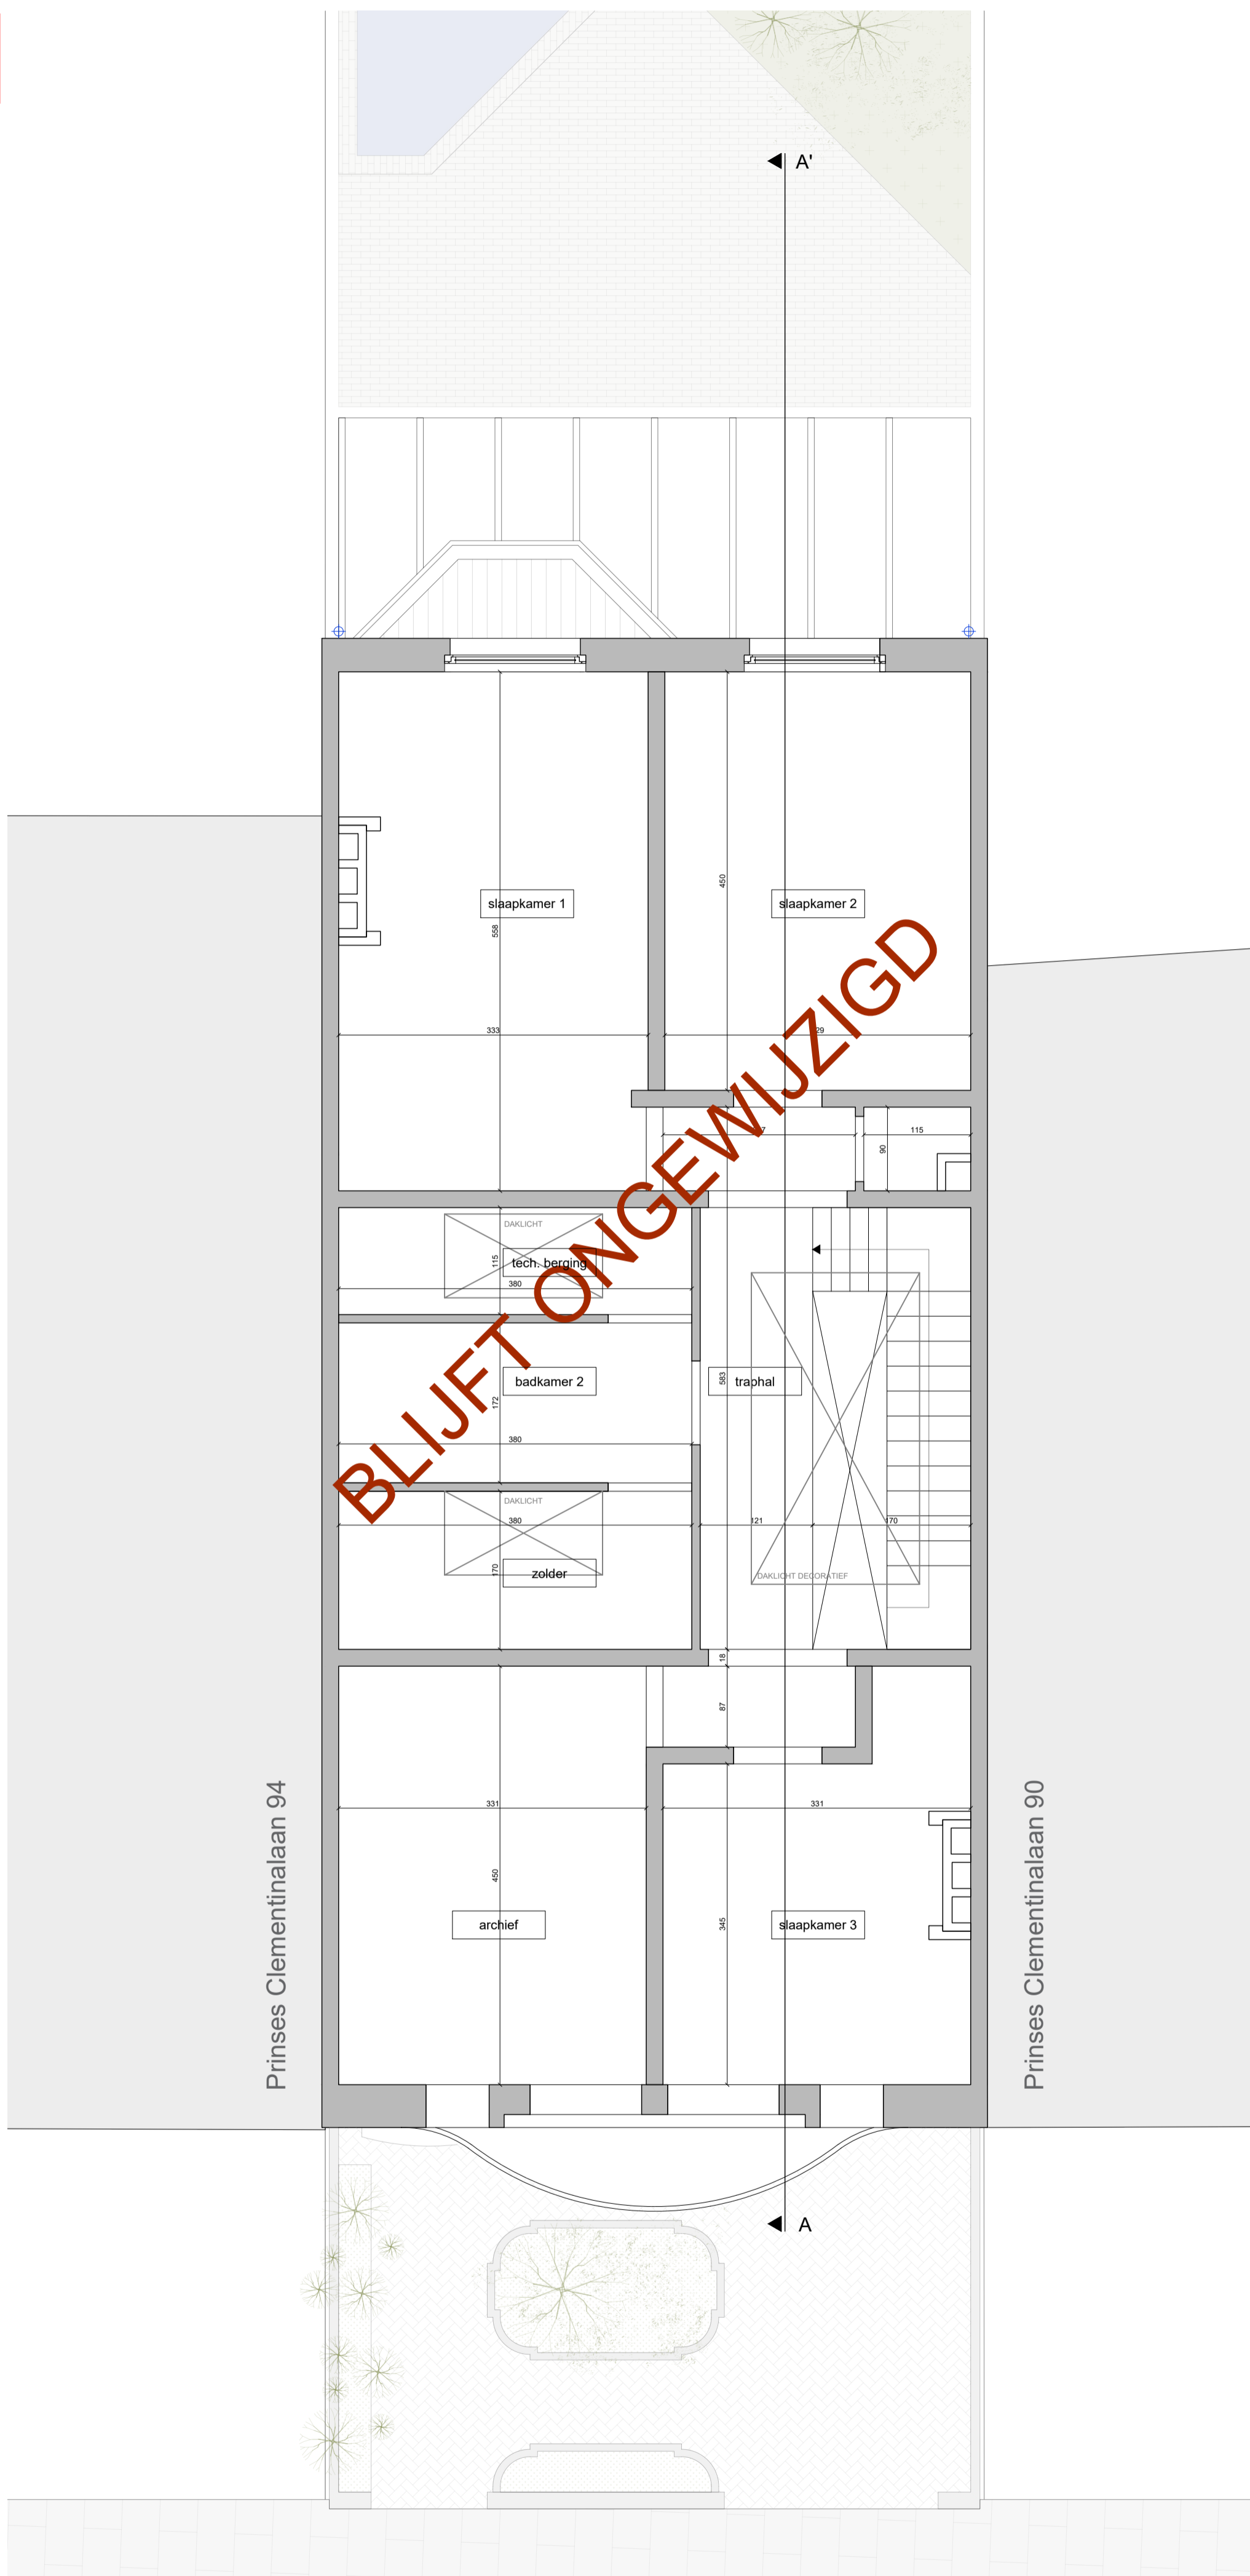 A'
slaapkamer 1
slaapkamer 2
450
558
333
BLIJFT ONGEWIJZIGD
115
90
DAKLICHT
tech. berging
115
380
badkamer 2
traphal
583
172
380
DAKLICHT
380
121
170
zolder
170
DAKLICHT DECORATIEF
18
87
331
331
450
345
archief
slaapkamer 3
Prinses Clementinalaan 94
Prinses Clementinalaan 90
A